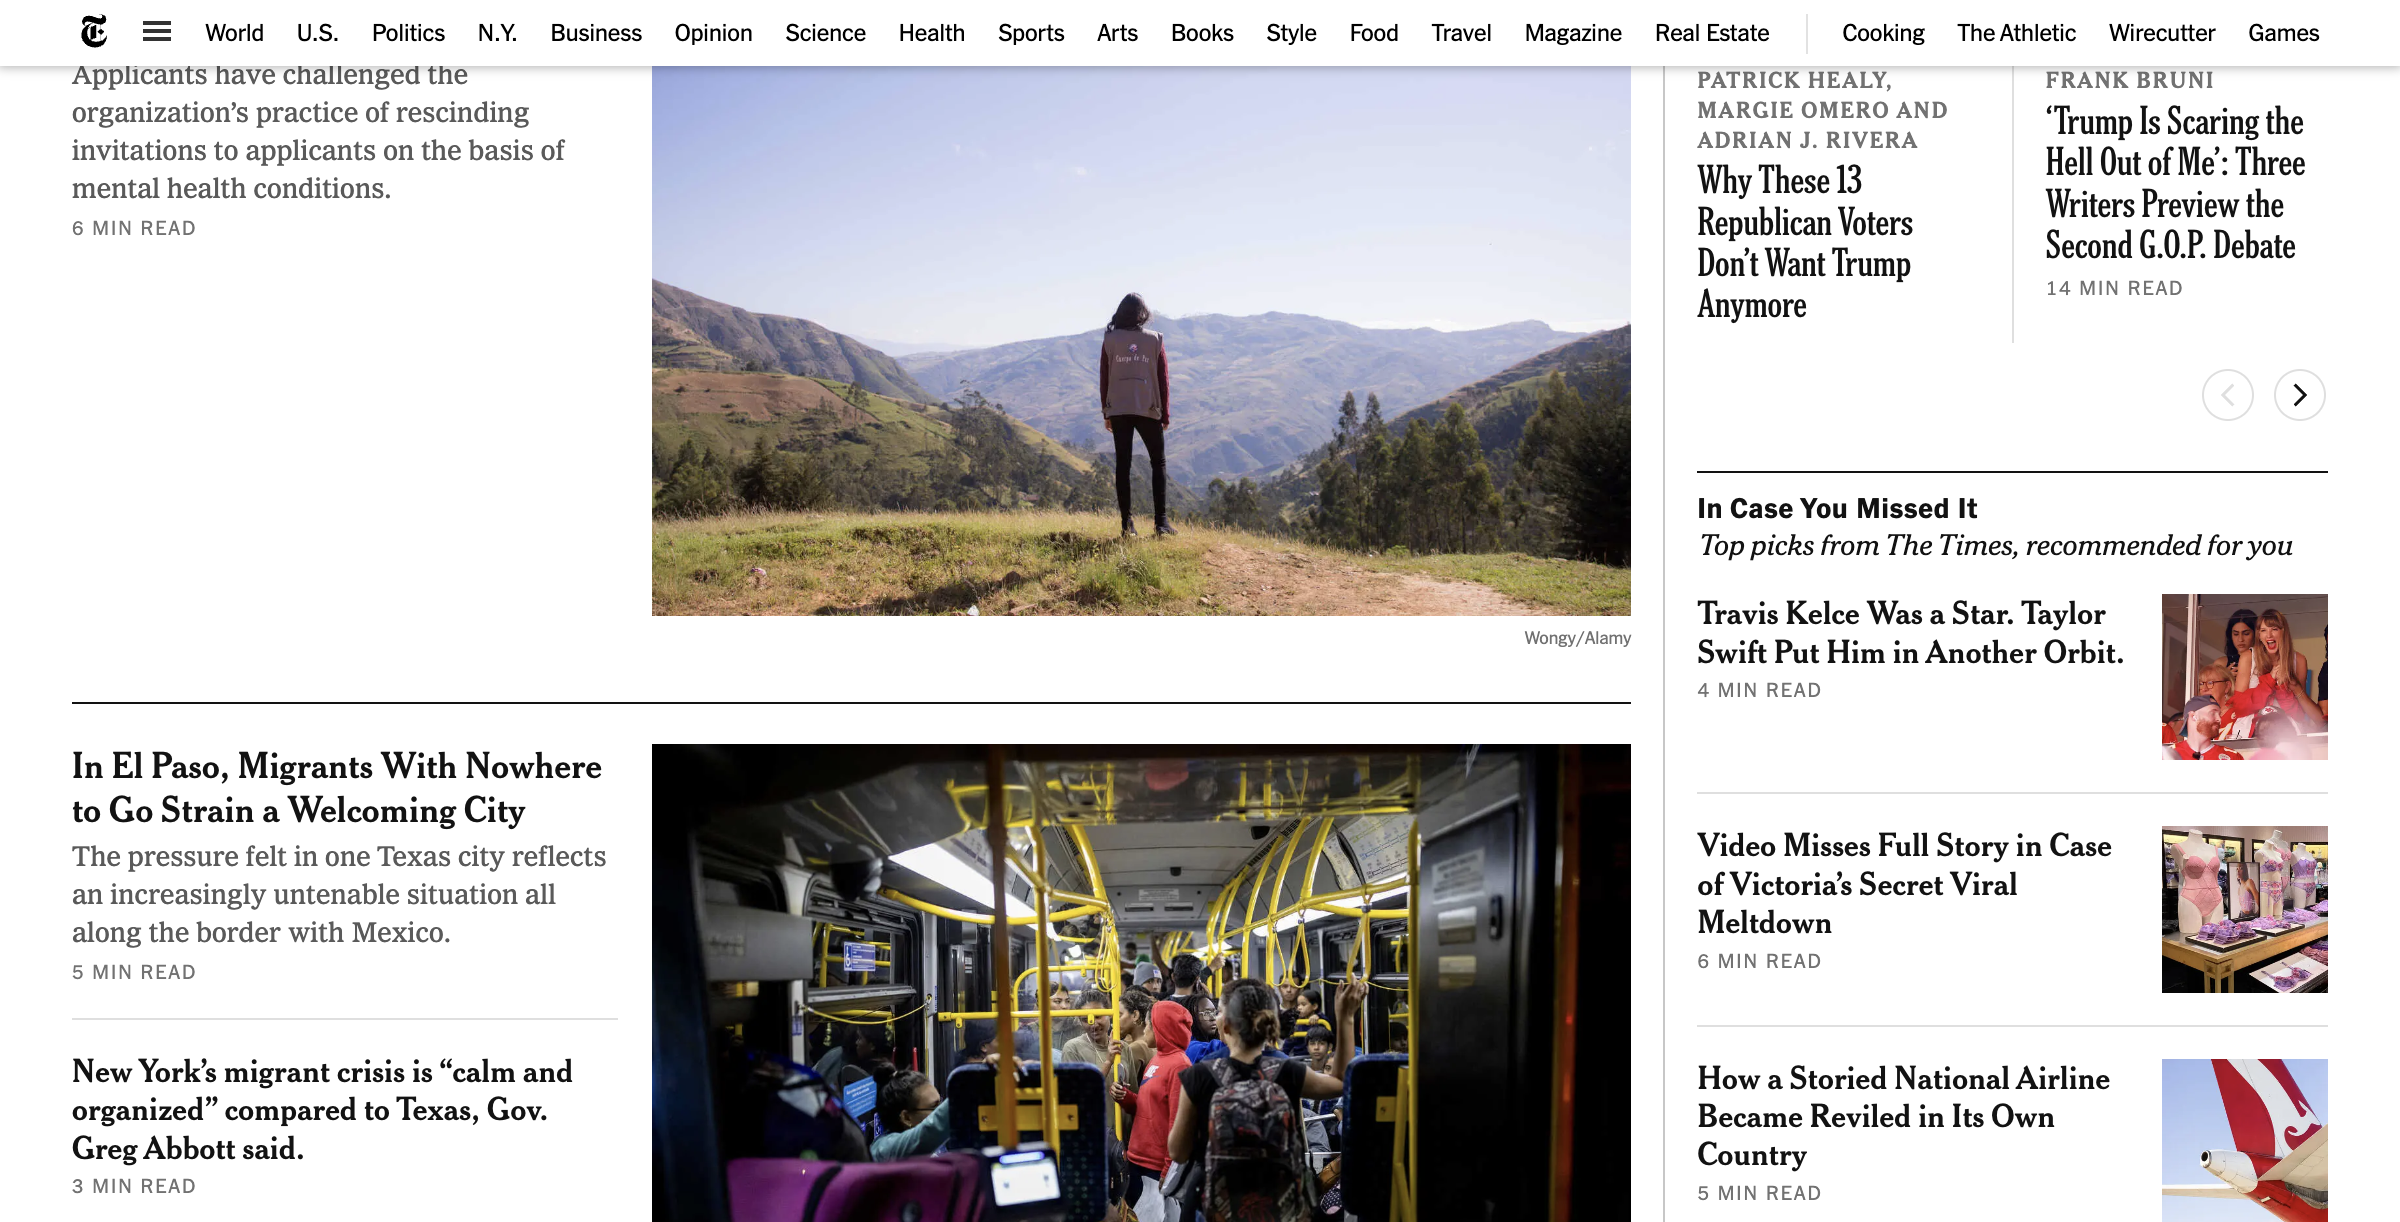 World U.S. Politics N.Y. Business Opinion Science Health Sports Arts Books Style Food Travel Magazine Real Estate Cooking The Athletic Wirecutter Games
Applicants have challenged the
organization’s practice of rescinding
invitations to applicants on the basis of
mental health conditions.
6 MIN READ
Cuerpo de Paz
Wongy/Alamy
In El Paso, Migrants With Nowhere
to Go Strain a Welcoming City
The pressure felt in one Texas city reflects
an increasingly untenable situation all
along the border with Mexico.
5 MIN READ
New York’s migrant crisis is “calm and
organized” compared to Texas, Gov.
Greg Abbott said.
3 MIN READ
PATRICK HEALY,
MARGIE OMERO AND
ADRIAN J. RIVERA
Why These 13
Republican Voters
Don’t Want Trump
Anymore
FRANK BRUNI
‘Trump Is Scaring the
Hell Out of Me’: Three
Writers Preview the
Second G.O.P. Debate
14 MIN READ
In Case You Missed It
Top picks from The Times, recommended for you
Travis Kelce Was a Star. Taylor
Swift Put Him in Another Orbit.
4 MIN READ
Video Misses Full Story in Case
of Victoria’s Secret Viral
Meltdown
6 MIN READ
How a Storied National Airline
Became Reviled in Its Own
Country
5 MIN READ